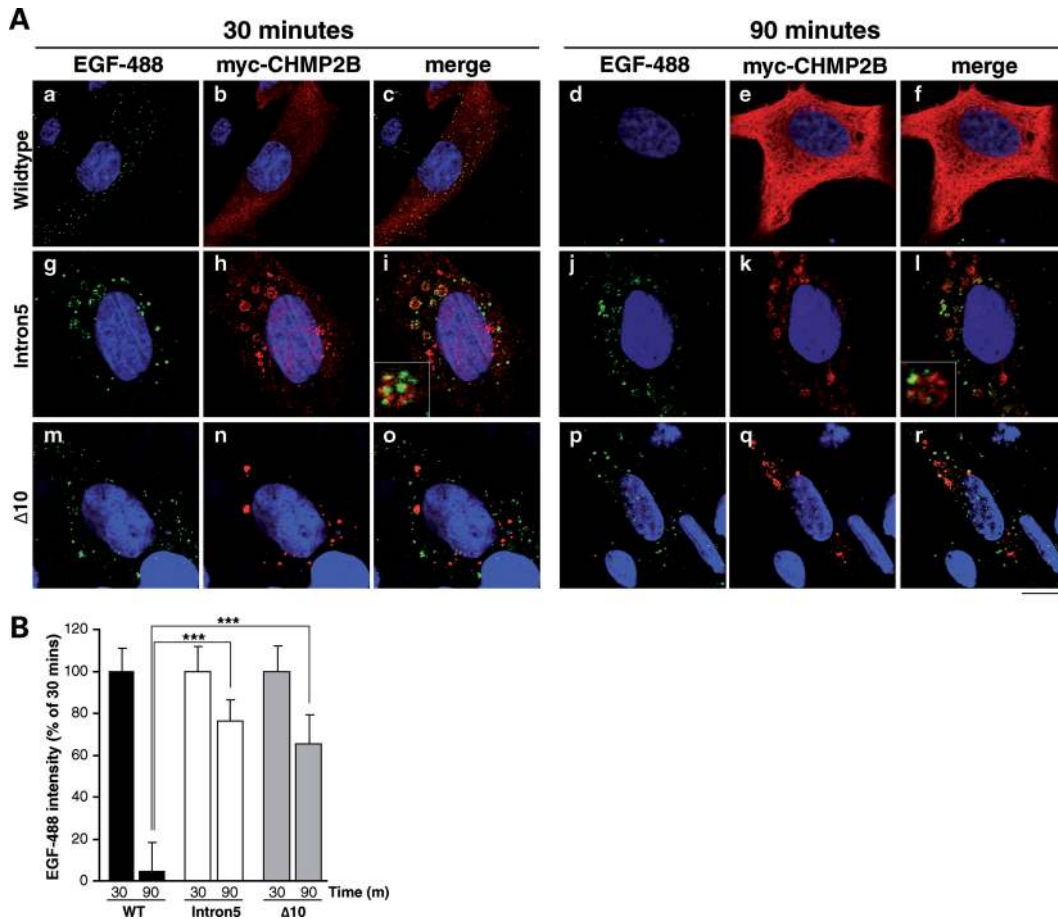 A
30 minutes
90 minutes
EGF-488 myc-CHMP2B merge EGF-488 myc-CHMP2B merge
Wildtype
a b c d e f
Intron5
g h i j k l
Δ10
m n o p q r
B
EGF-488 intensity (% of 30 mins)
120
100
80
60
40
20
0
***
***
30 90 30 90 30 90 Time (m)
WT Intron5 Δ10